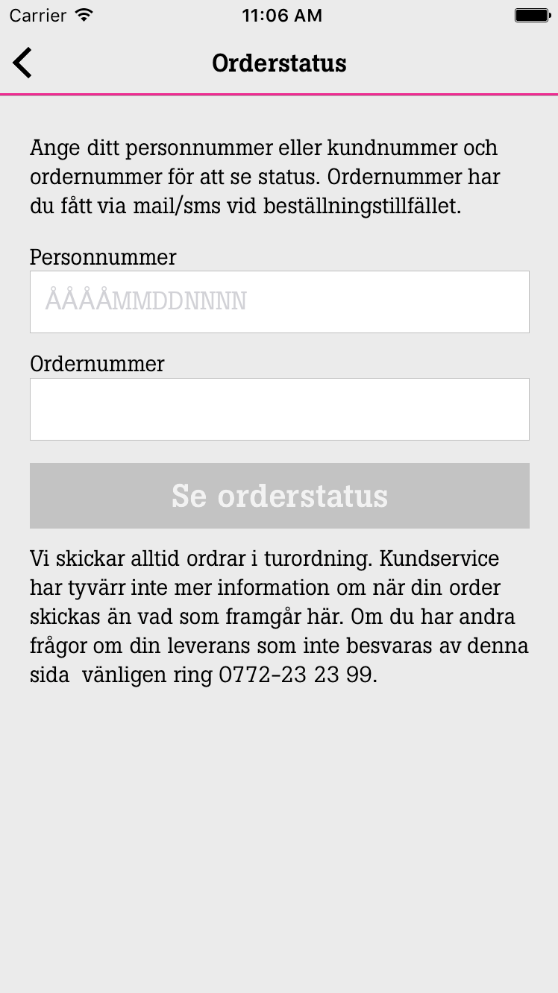 Carrier 11:06 AM
Orderstatus
Ange ditt personnummer eller kundnummer och
ordernummer för att se status. Ordernummer har
du fått via mail/sms vid beställningstillfället.
Personnummer
ÅÅÅÅMMDDNNNN
Ordernummer
Se orderstatus
Vi skickar alltid ordrar i turordning. Kundservice
har tyvärr inte mer information om när din order
skickas än vad som framgår här. Om du har andra
frågor om din leverans som inte besvaras av denna
sida  vänligen ring 0772-23 23 99.